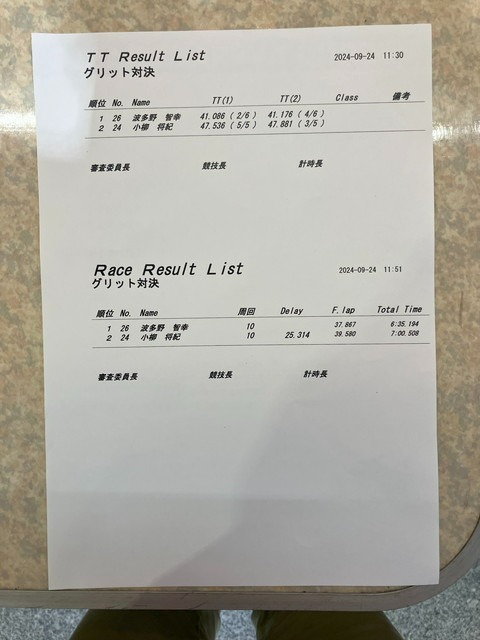 TT Result List 2024-09-24 11:30
グリット対決
順位 No. Name TT(1) TT(2) Class 備考
1 26 波多野 智幸 41.086 ( 2/6 ) 41.176 ( 4/6 )
2 24 小柳 将紀 47.536 ( 5/5 ) 47.881 ( 3/5 )
審査委員長 競技長 計時長
Race Result List 2024-09-24 11:51
グリット対決
順位 No. Name 周回 Delay F.lap Total Time
1 26 波多野 智幸 10 37.867 6:35.194
2 24 小柳 将紀 10 25.314 39.580 7:00.508
審査委員長 競技長 計時長